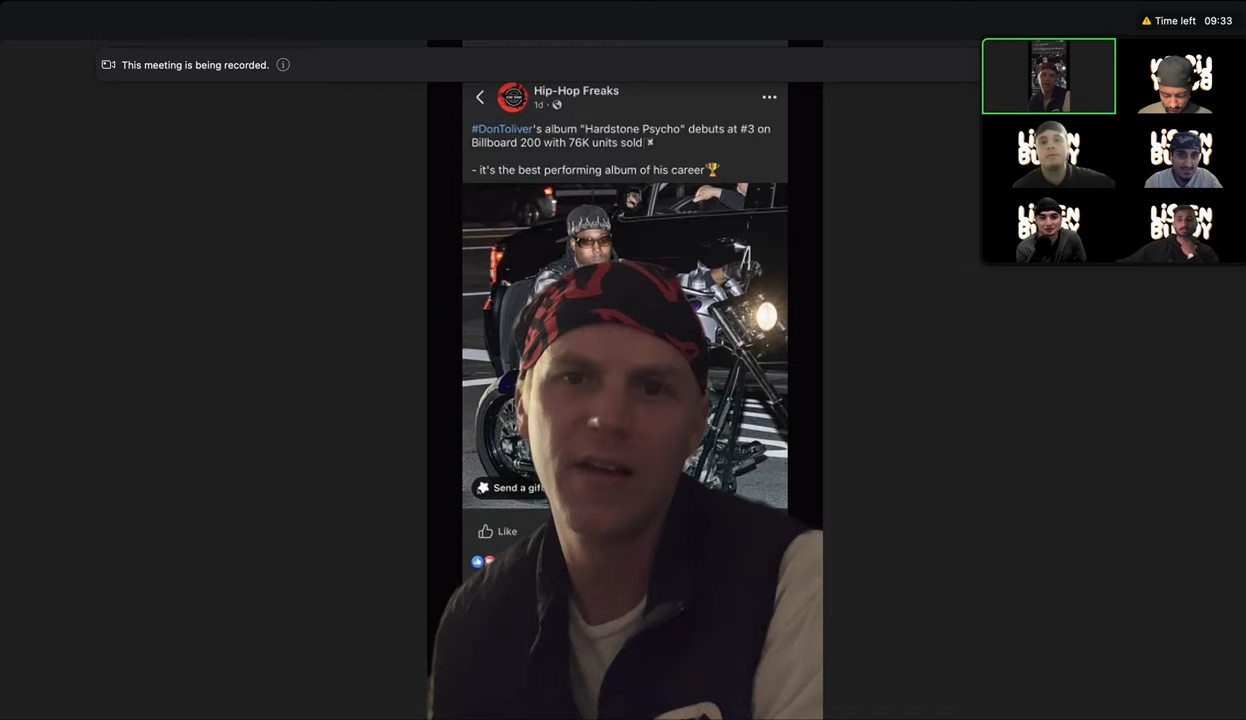 Time left 09:33
This meeting is being recorded.
Hip-Hop Freaks
1d
#DonToliver's album "Hardstone Psycho" debuts at #3 on
Billboard 200 with 76K units sold
- it's the best performing album of his career🏆
Send a gif
Like